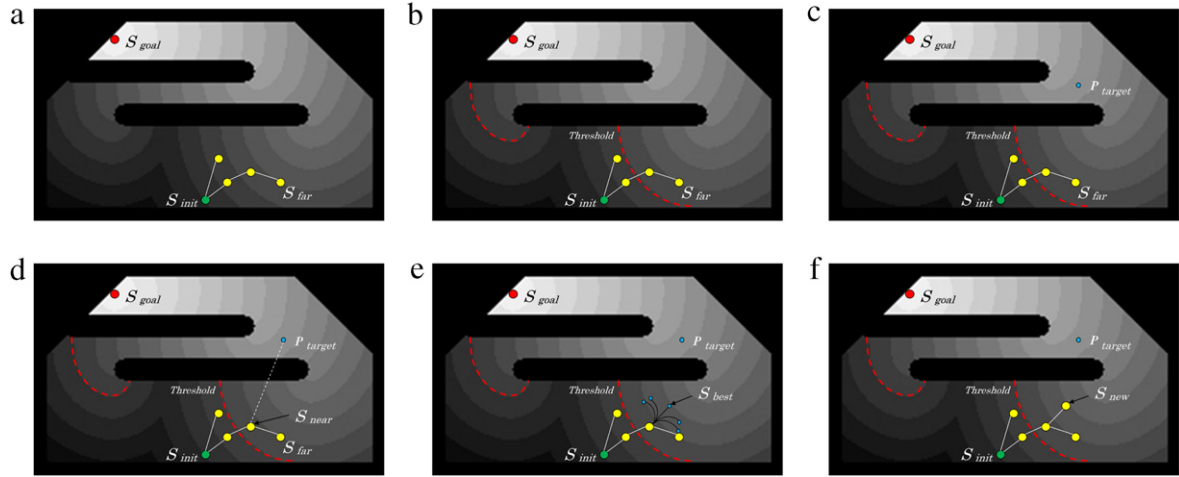 a
S goal
S far
S init
b
S goal
Threshold
S far
S init
c
S goal
P target
Threshold
S far
S init
d
S goal
P target
Threshold
S near
S far
S init
e
S goal
P target
Threshold
S best
S init
f
S goal
P target
Threshold
S new
S init